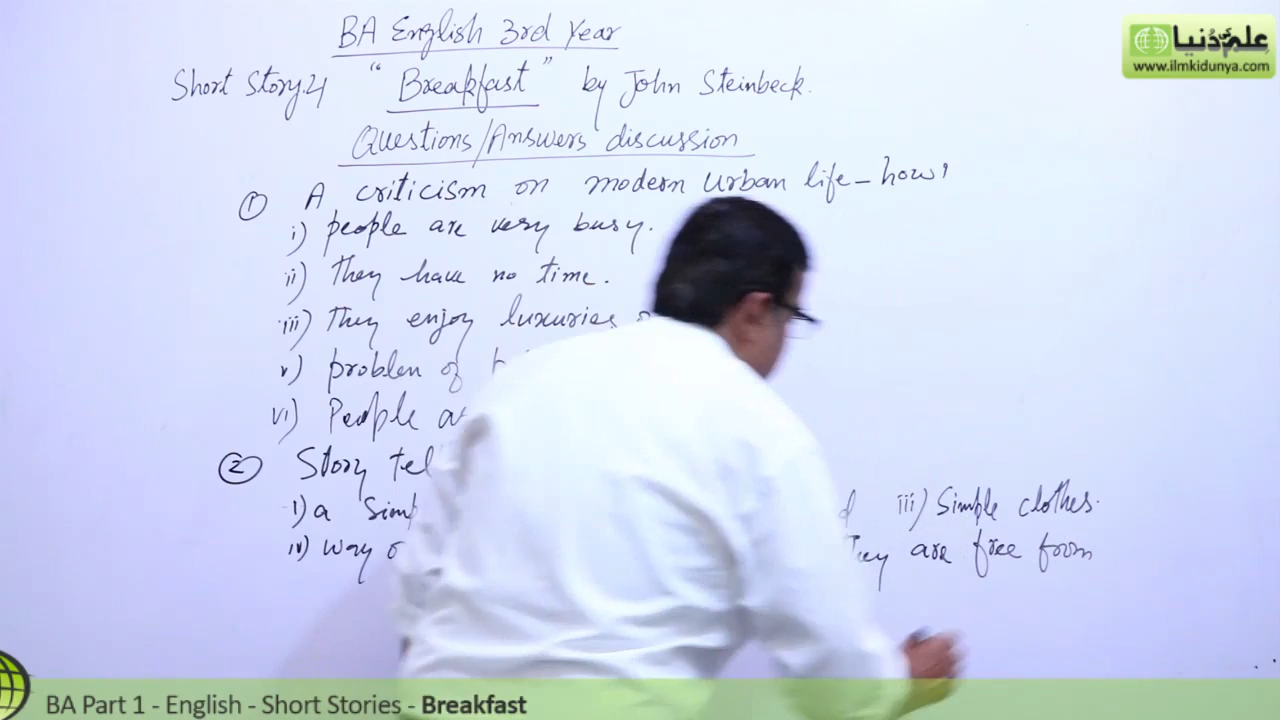 علم کی دنیا
www.ilmkidunya.com
BA English 3rd Year
Short Story.4 "Breakfast" by John Steinbeck.
Questions/Answers discussion
① A criticism on modern urban life - how?
i) people are very busy.
ii) They have no time.
iii) They enjoy luxuries
v) problem of
vi) People
② Story
i) a iii) Simple clothes.
iv) way are free from
BA Part 1 - English - Short Stories - Breakfast